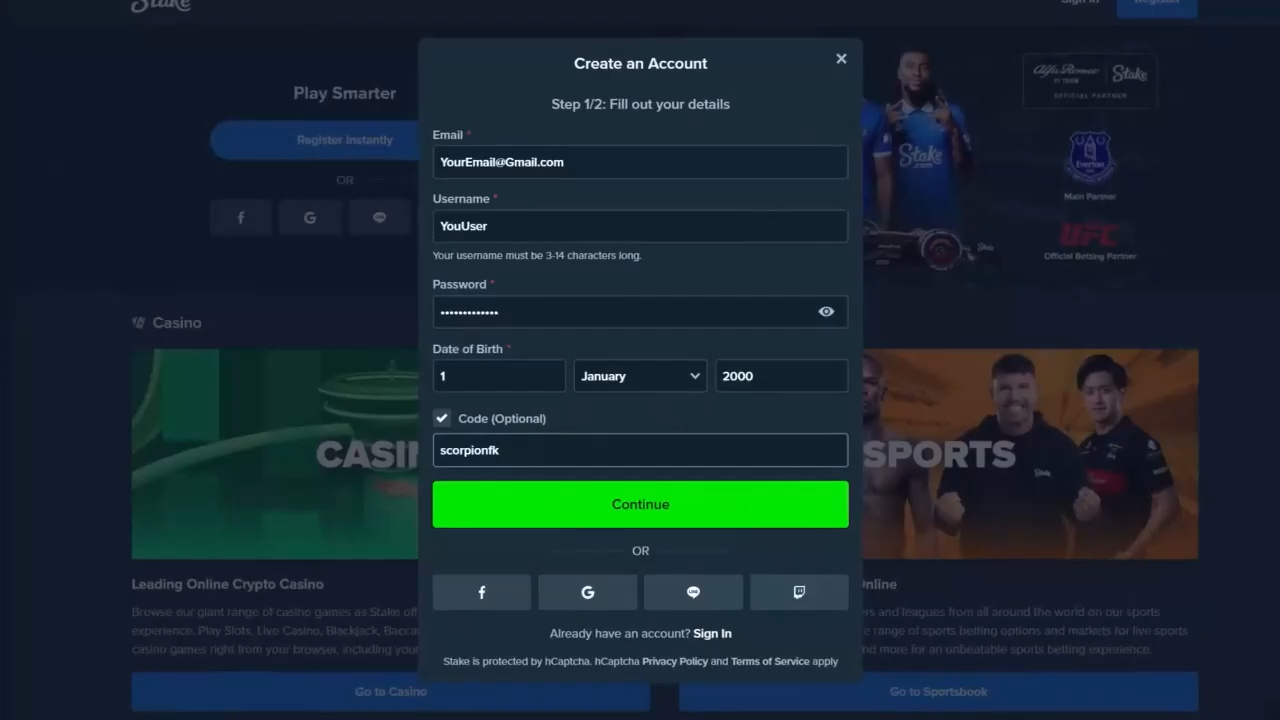 Stake
Sign In
Register
Create an Account
Step 1/2: Fill out your details
Email *
YourEmail@Gmail.com
Username *
YouUser
Your username must be 3-14 characters long.
Password *
•••••••••••••
Date of Birth *
1
January
2000
Code (Optional)
scorpionfk
Continue
OR
Already have an account? Sign In
Stake is protected by hCaptcha. hCaptcha Privacy Policy and Terms of Service apply
Play Smarter
Register Instantly
OR
Alfa Romeo
F1 TEAM
Stake
OFFICIAL PARTNER
Stake
.com
Everton
Main Partner
UFC
Official Betting Partner
Stake
Casino
CASIN
SPORTS
Stake
Leading Online Crypto Casino
Browse our giant range of casino games as Stake off
experience. Play Slots, Live Casino, Blackjack, Bacca
casino games right from your browser, including your
Go to Casino
Online
rs and leagues from all around the world on our sports
e range of sports betting options and markets for live sports
nd more for an unbeatable sports betting experience.
Go to Sportsbook